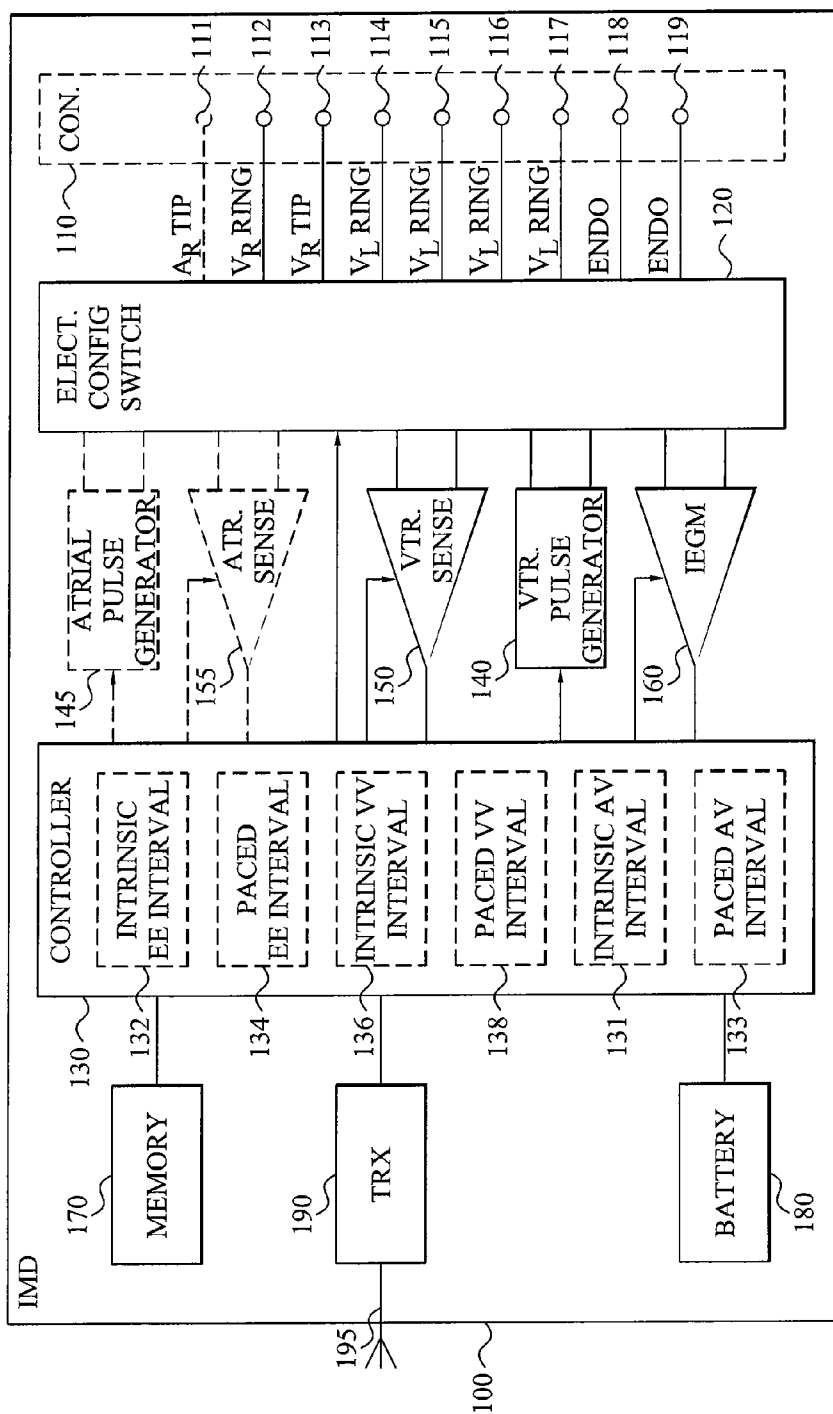 IMD
100
195
MEMORY
170
TRX
190
BATTERY
180
CONTROLLER
130
INTRINSIC
EE INTERVAL
132
PACED
EE INTERVAL
134
INTRINSIC VV
INTERVAL
136
PACED VV
INTERVAL
138
INTRINSIC AV
INTERVAL
131
PACED AV
INTERVAL
133
ATRIAL
PULSE
GENERATOR
145
ATR.
SENSE
155
VTR.
SENSE
150
VTR.
PULSE
GENERATOR
140
IEGM
160
ELECT.
CONFIG
SWITCH
120
CON.
110
AR TIP
111
VR RING
112
VR TIP
113
VL RING
114
VL RING
115
VL RING
116
VL RING
117
ENDO
118
ENDO
119